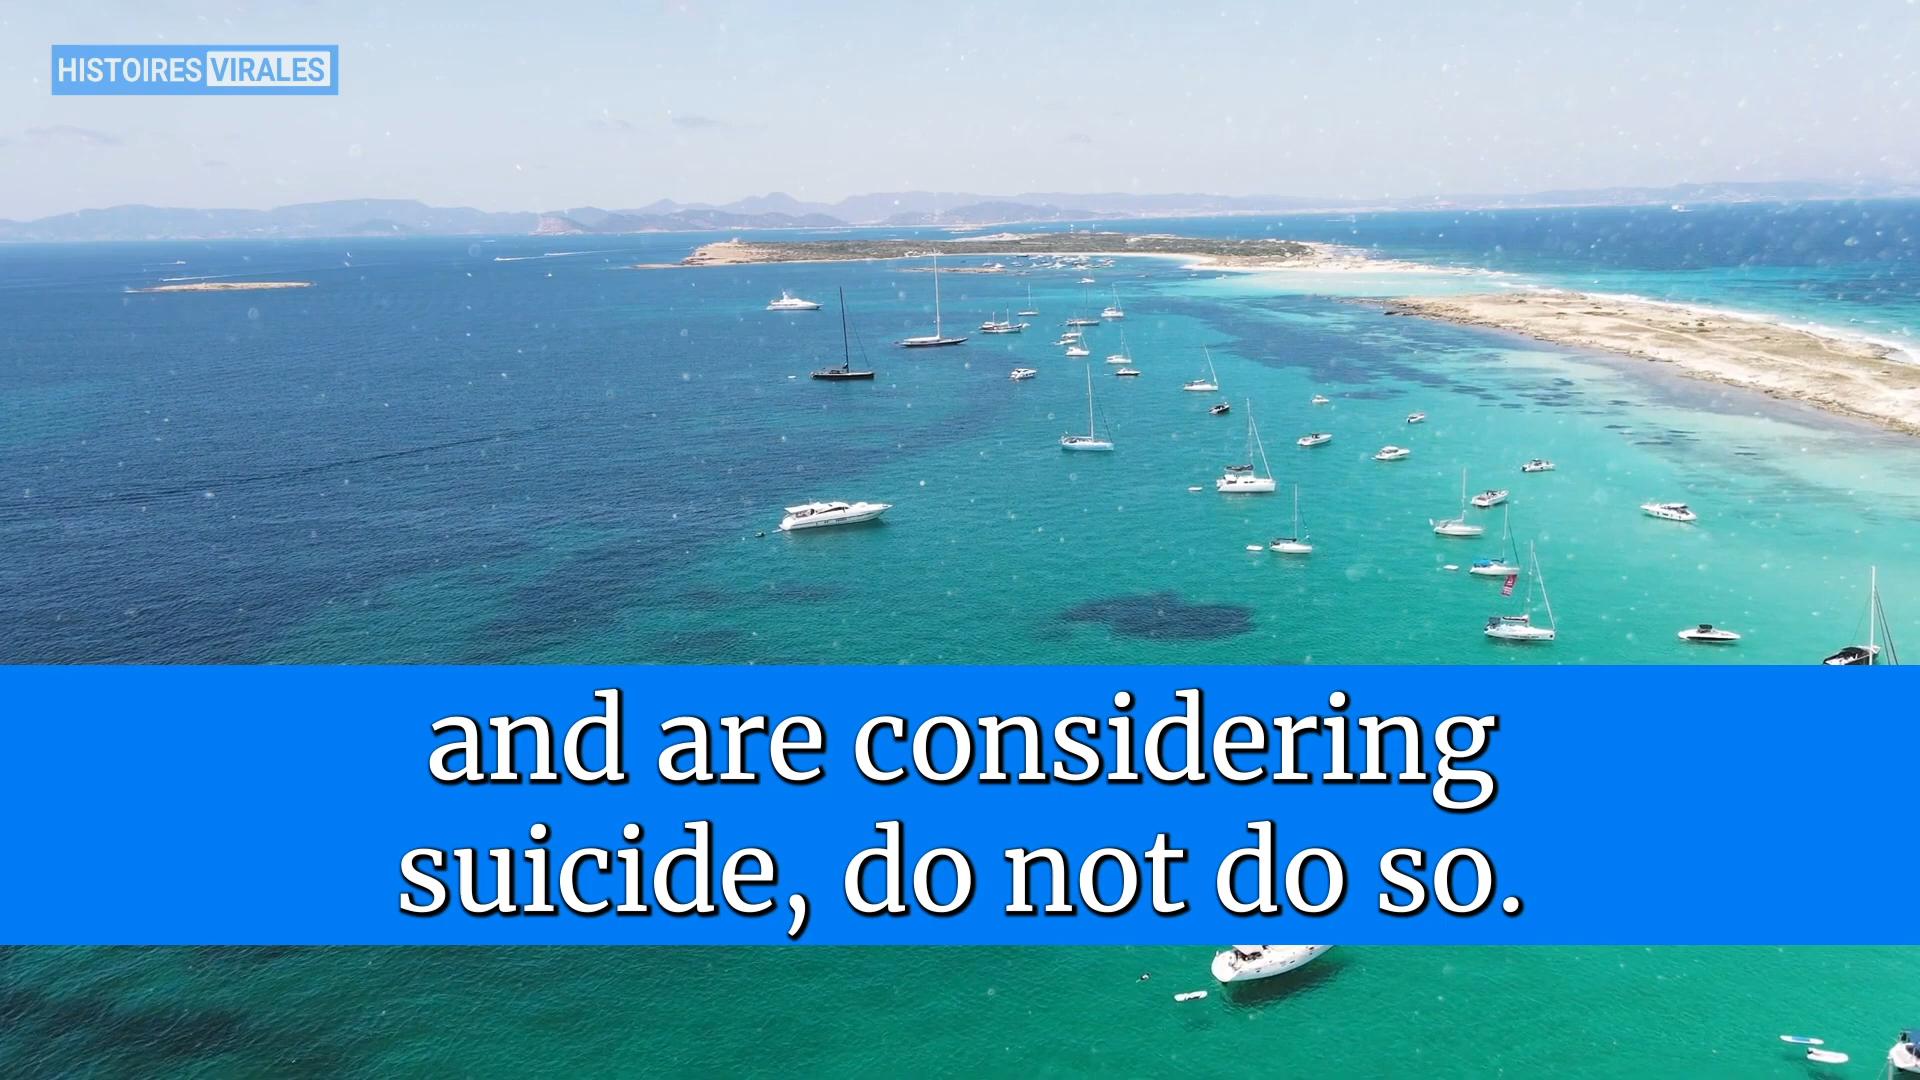 HISTOIRES VIRALES
and are considering
suicide, do not do so.